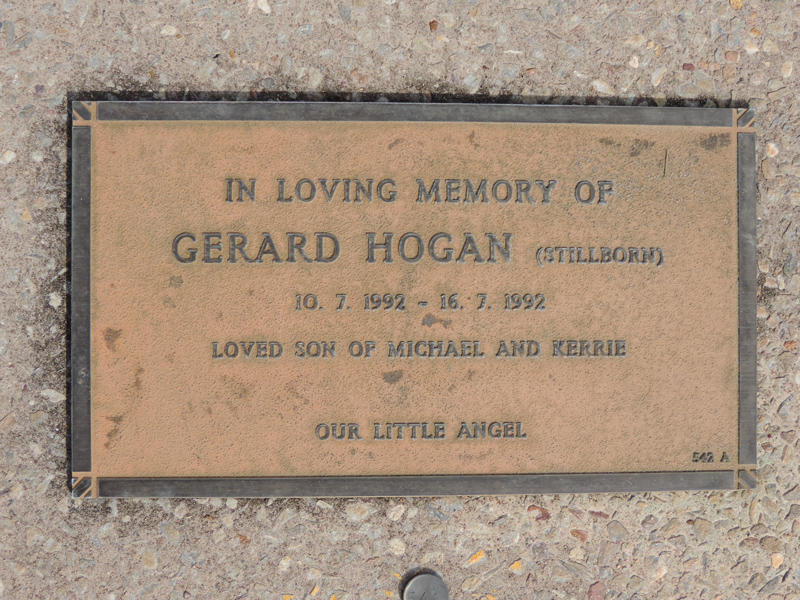 IN LOVING MEMORY OF
GERARD HOGAN (STILLBORN)
10. 7. 1992 - 16. 7. 1992
LOVED SON OF MICHAEL AND KERRIE
OUR LITTLE ANGEL
542 A